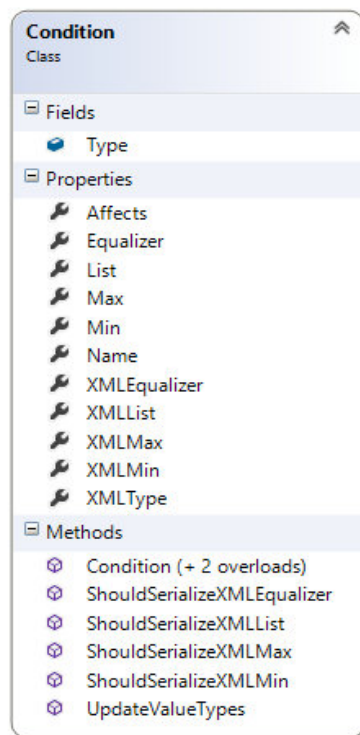 Condition
Class
Fields
Type
Properties
Affects
Equalizer
List
Max
Min
Name
XMLEqualizer
XMLList
XMLMax
XMLMin
XMLType
Methods
Condition (+ 2 overloads)
ShouldSerializeXMLEqualizer
ShouldSerializeXMLList
ShouldSerializeXMLMax
ShouldSerializeXMLMin
UpdateValueTypes